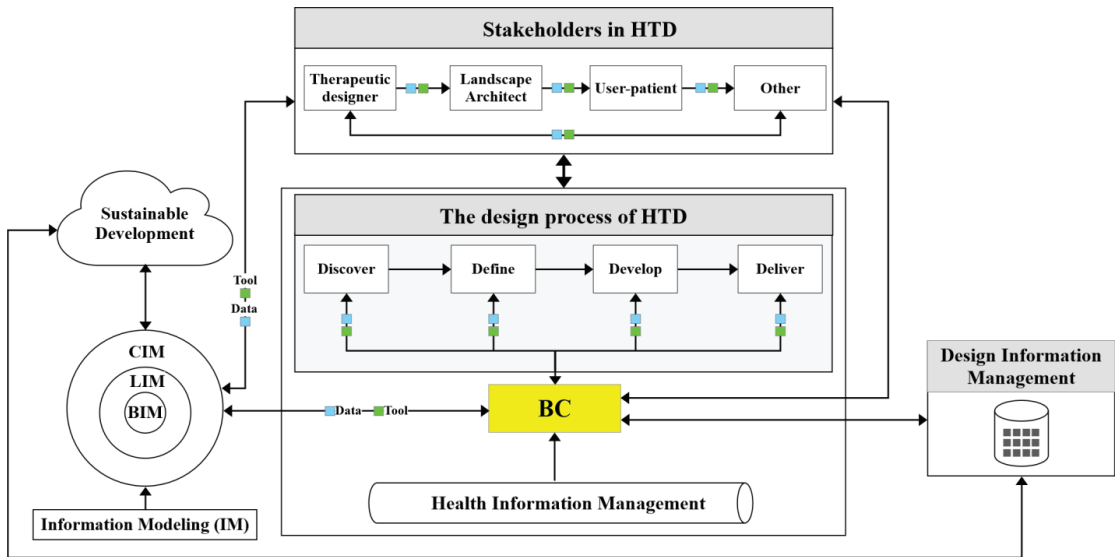 Stakeholders in HTD
Therapeutic
designer
Landscape
Architect
User-patient
Other
Sustainable
Development
The design process of HTD
Discover
Define
Develop
Deliver
Tool
Data
CIM
LIM
BIM
Data
Tool
BC
Design Information
Management
Health Information Management
Information Modeling (IM)